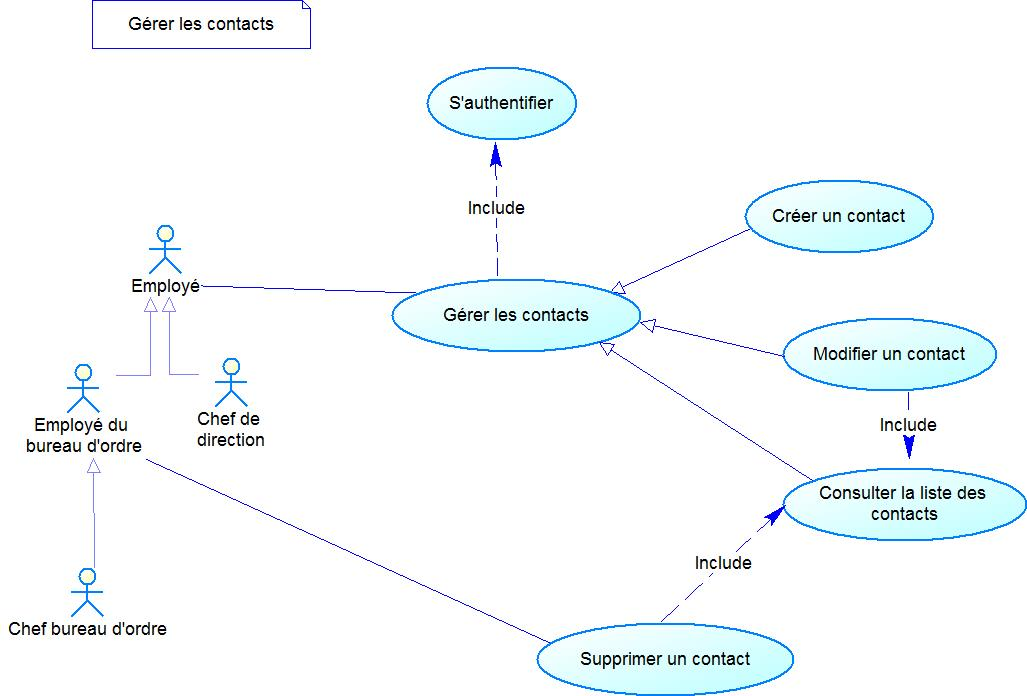 Gérer les contacts
S'authentifier
Include
Créer un contact
Employé
Gérer les contacts
Modifier un contact
Employé du
bureau d'ordre
Chef de
direction
Include
Consulter la liste des
contacts
Include
Chef bureau d'ordre
Supprimer un contact